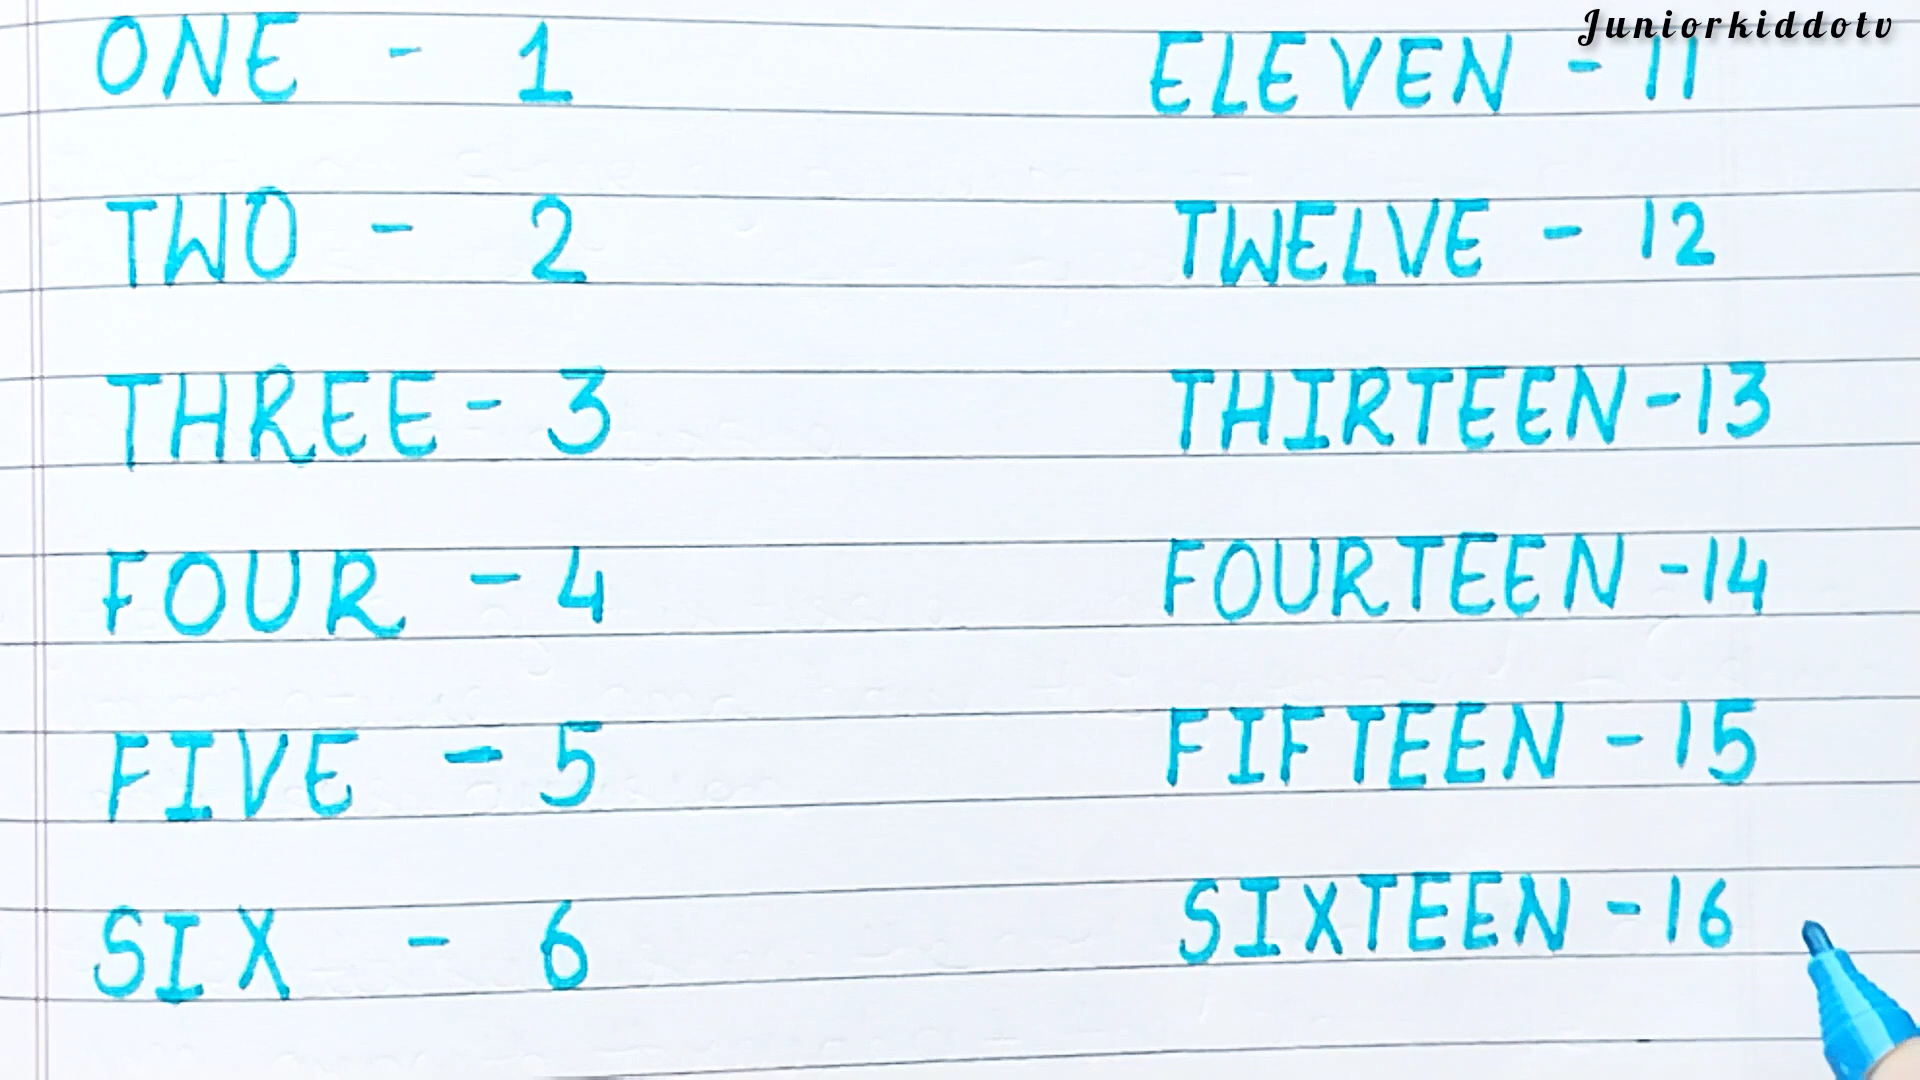 Juniorkiddotv
ONE - 1
TWO - 2
THREE - 3
FOUR - 4
FIVE - 5
SIX - 6
ELEVEN - 11
TWELVE - 12
THIRTEEN - 13
FOURTEEN - 14
FIFTEEN - 15
SIXTEEN - 16